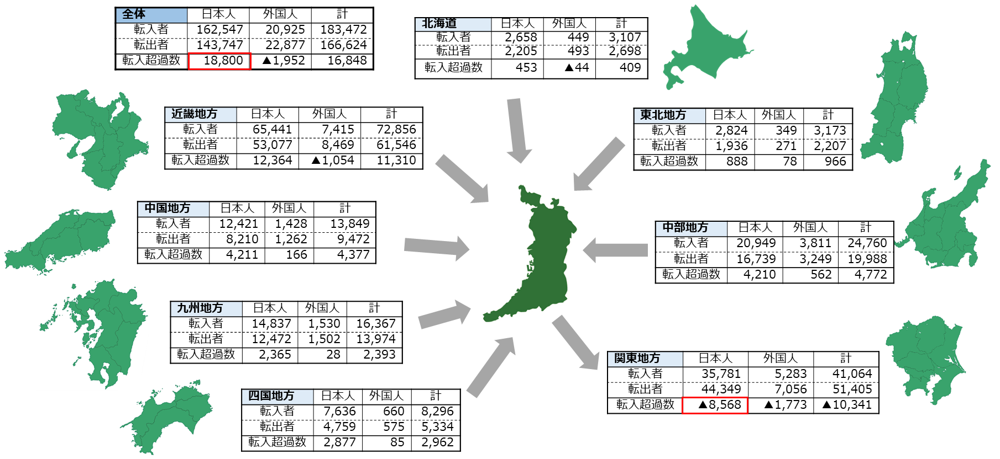 全体 日本人 外国人 計
転入者 162,547 20,925 183,472
転出者 143,747 22,877 166,624
転入超過数 18,800 ▲1,952 16,848
北海道 日本人 外国人 計
転入者 2,658 449 3,107
転出者 2,205 493 2,698
転入超過数 453 ▲44 409
近畿地方 日本人 外国人 計
転入者 65,441 7,415 72,856
転出者 53,077 8,469 61,546
転入超過数 12,364 ▲1,054 11,310
東北地方 日本人 外国人 計
転入者 2,824 349 3,173
転出者 1,936 271 2,207
転入超過数 888 78 966
中国地方 日本人 外国人 計
転入者 12,421 1,428 13,849
転出者 8,210 1,262 9,472
転入超過数 4,211 166 4,377
中部地方 日本人 外国人 計
転入者 20,949 3,811 24,760
転出者 16,739 3,249 19,988
転入超過数 4,210 562 4,772
九州地方 日本人 外国人 計
転入者 14,837 1,530 16,367
転出者 12,472 1,502 13,974
転入超過数 2,365 28 2,393
関東地方 日本人 外国人 計
転入者 35,781 5,283 41,064
転出者 44,349 7,056 51,405
転入超過数 ▲8,568 ▲1,773 ▲10,341
四国地方 日本人 外国人 計
転入者 7,636 660 8,296
転出者 4,759 575 5,334
転入超過数 2,877 85 2,962